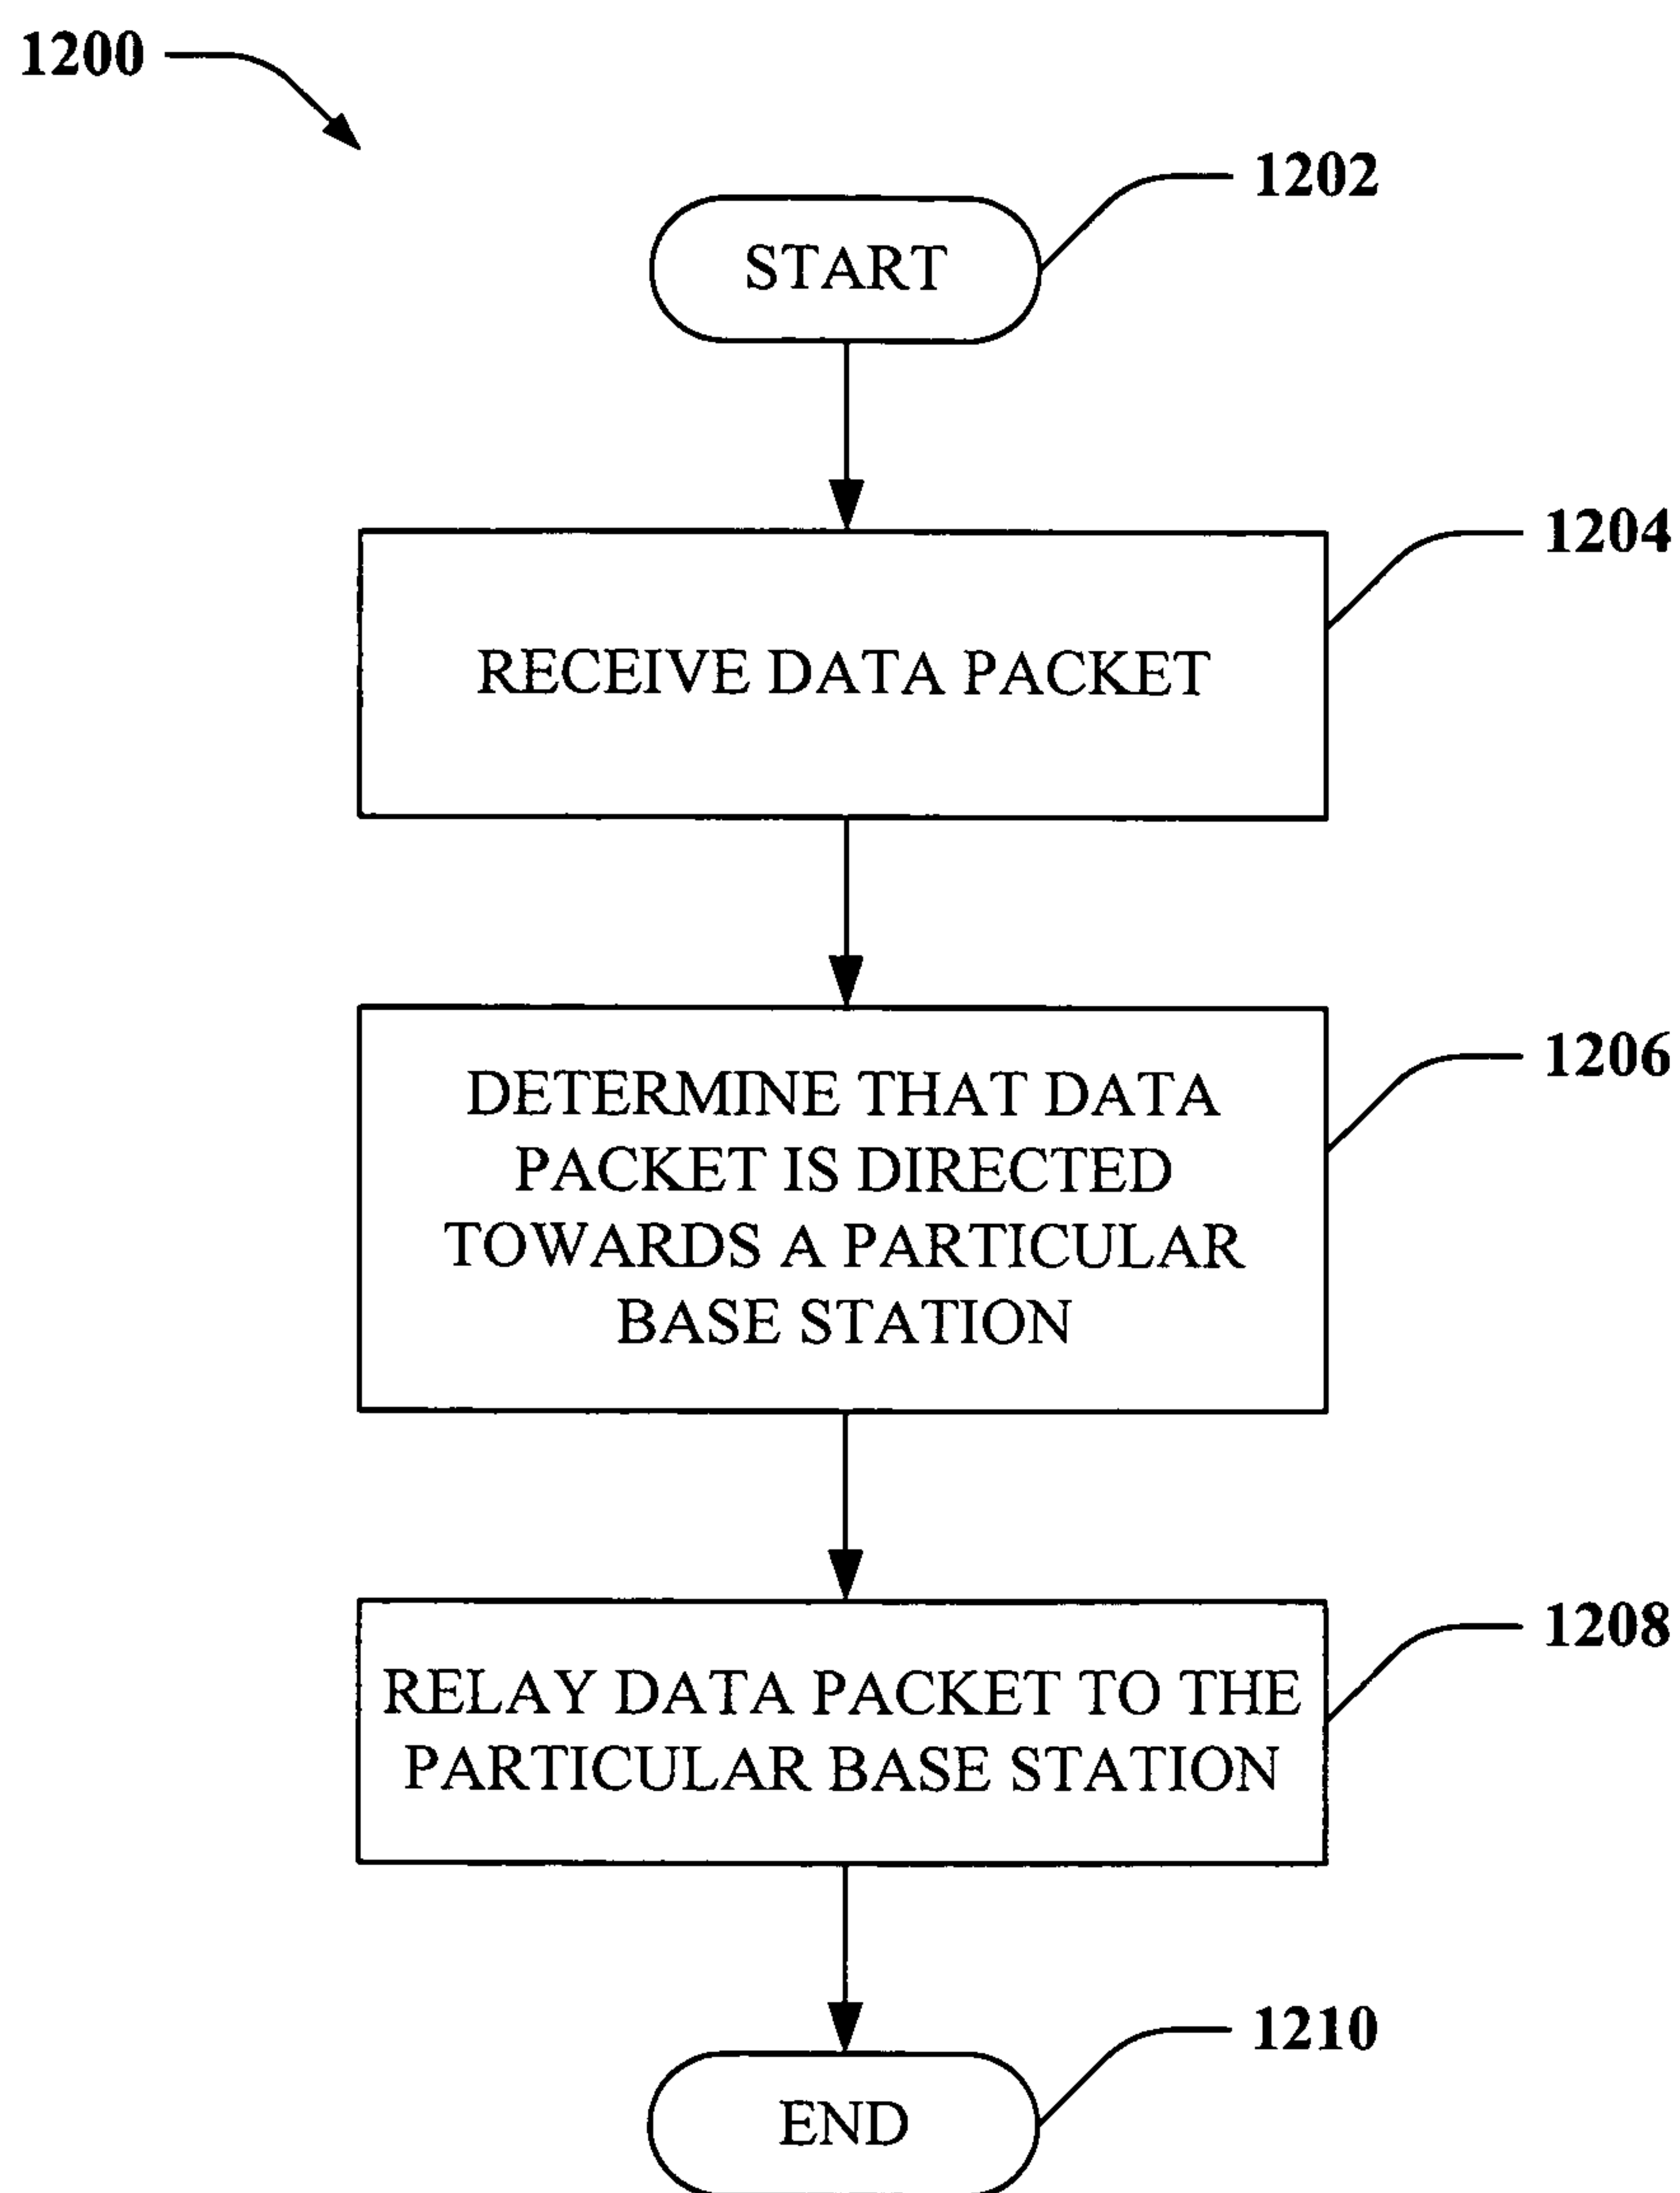 1200
1202
START
1204
RECEIVE DATA PACKET
1206
DETERMINE THAT DATA
PACKET IS DIRECTED
TOWARDS A PARTICULAR
BASE STATION
1208
RELAY DATA PACKET TO THE
PARTICULAR BASE STATION
1210
END